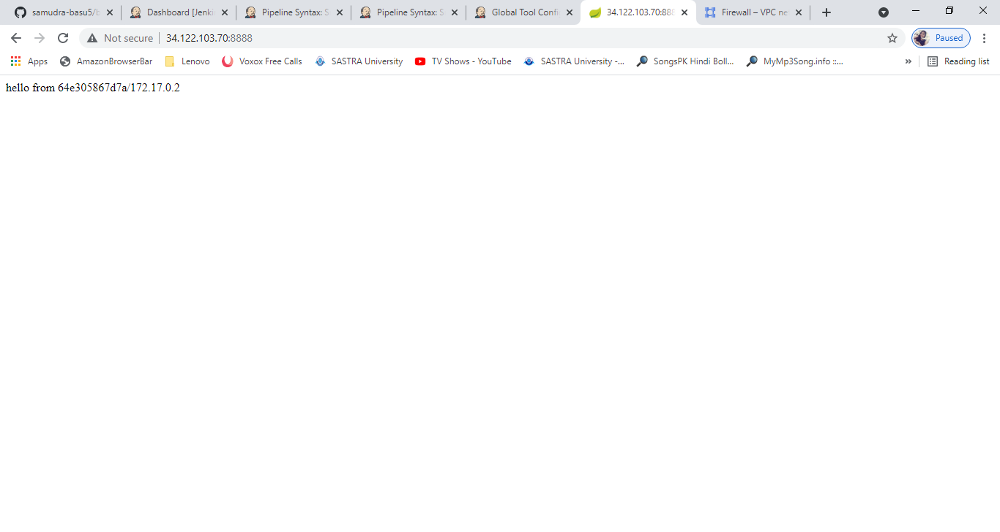 samudra-basu5/b
Dashboard [Jenki
Pipeline Syntax: S
Pipeline Syntax: S
Global Tool Confi
34.122.103.70:888
Firewall – VPC ne
Not secure
34.122.103.70:8888
Paused
Apps
AmazonBrowserBar
Lenovo
Voxox Free Calls
SASTRA University
TV Shows - YouTube
SASTRA University -...
SongsPK Hindi Boll...
MyMp3Song.info ::...
»
Reading list
hello from 64e305867d7a/172.17.0.2